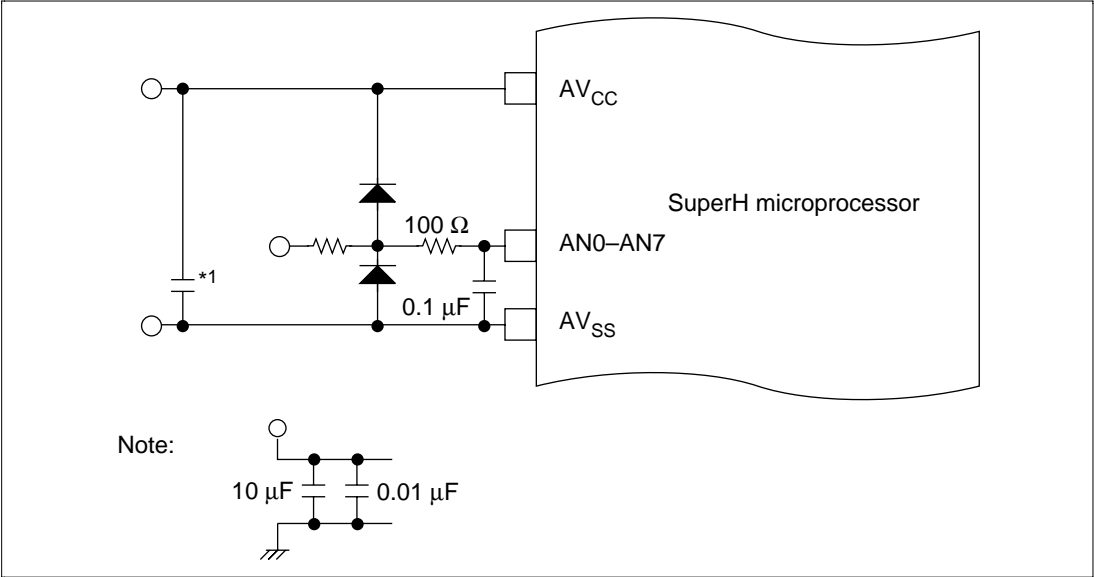 AVCC
SuperH microprocessor
100 Ω
AN0–AN7
*1
0.1 μF
AVSS
Note:
10 μF
0.01 μF